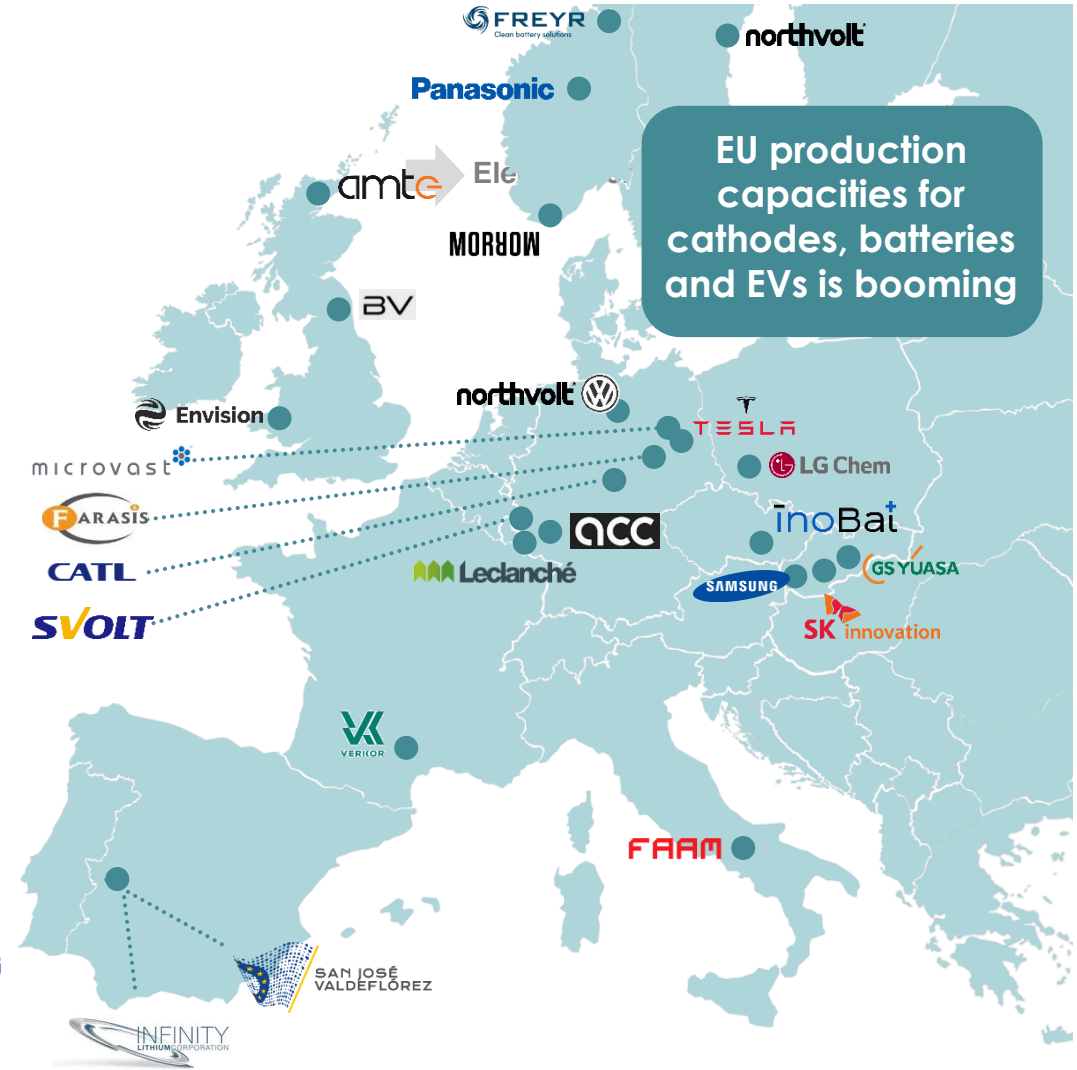 FREYR
Clean battery solutions
northvolt
Panasonic
EU production
capacities for
cathodes, batteries
and EVs is booming
amte
MORROW
BV
northvolt
Envision
TESLA
microvast
LG Chem
FARASIS
inoBat
acc
CATL
Leclanché
GS YUASA
SAMSUNG
SVOLT
SK innovation
VERKOR
FAAM
SAN JOSÉ
VALDEFLÓREZ
INFINITY
LITHIUMCORPORATION